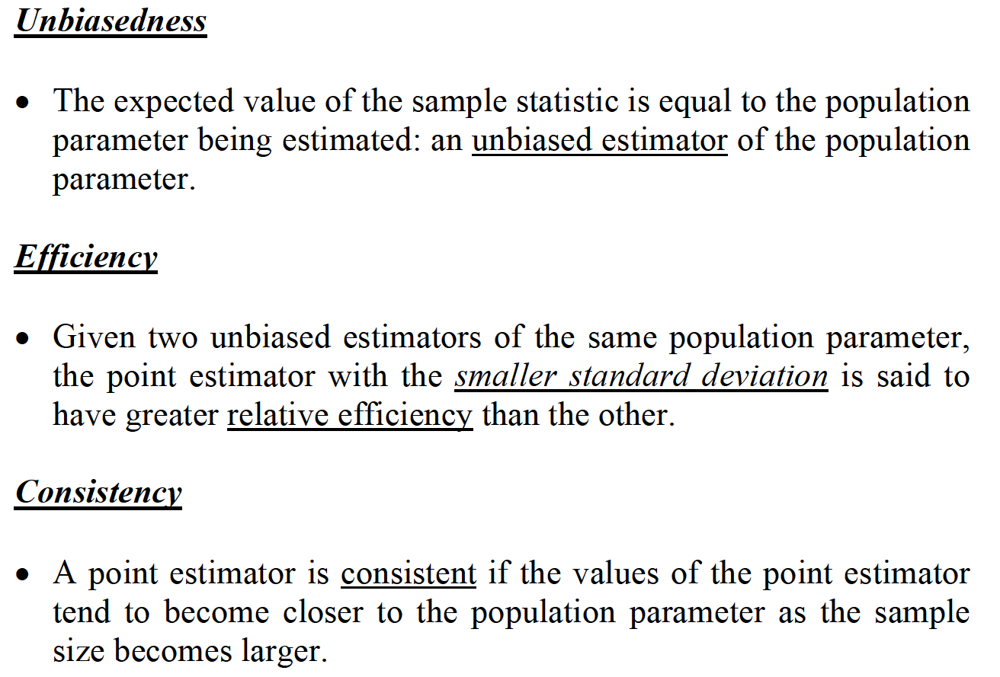 Unbiasedness
• The expected value of the sample statistic is equal to the population
parameter being estimated: an unbiased estimator of the population
parameter.
Efficiency
• Given two unbiased estimators of the same population parameter,
the point estimator with the smaller standard deviation is said to
have greater relative efficiency than the other.
Consistency
• A point estimator is consistent if the values of the point estimator
tend to become closer to the population parameter as the sample
size becomes larger.